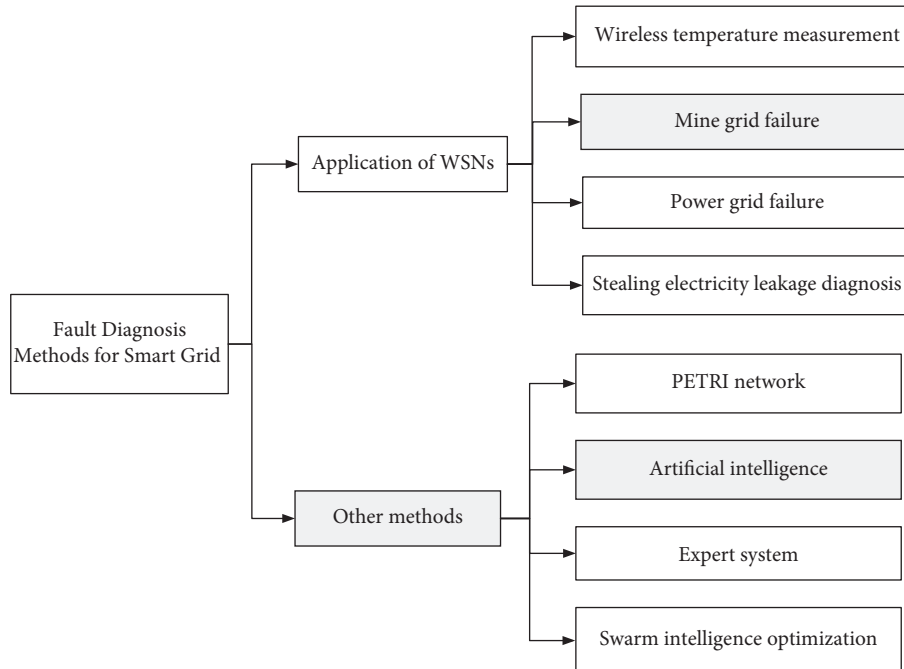 Fault Diagnosis
Methods for Smart Grid
Application of WSNs
Wireless temperature measurement
Mine grid failure
Power grid failure
Stealing electricity leakage diagnosis
Other methods
PETRI network
Artificial intelligence
Expert system
Swarm intelligence optimization